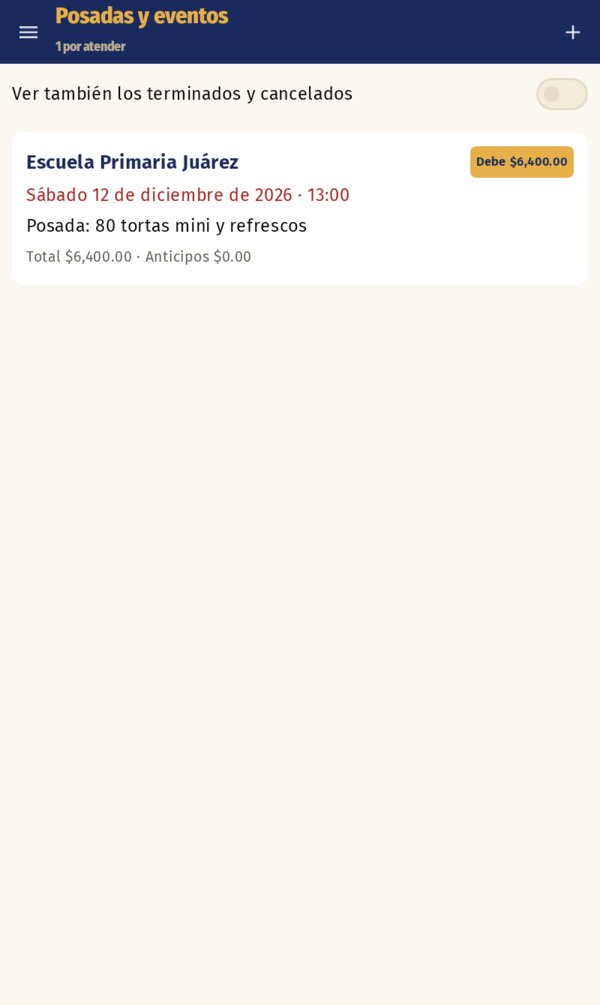 Posadas y eventos
1 por atender
Ver también los terminados y cancelados
Escuela Primaria Juárez
Debe $6,400.00
Sábado 12 de diciembre de 2026 · 13:00
Posada: 80 tortas mini y refrescos
Total $6,400.00 · Anticipos $0.00